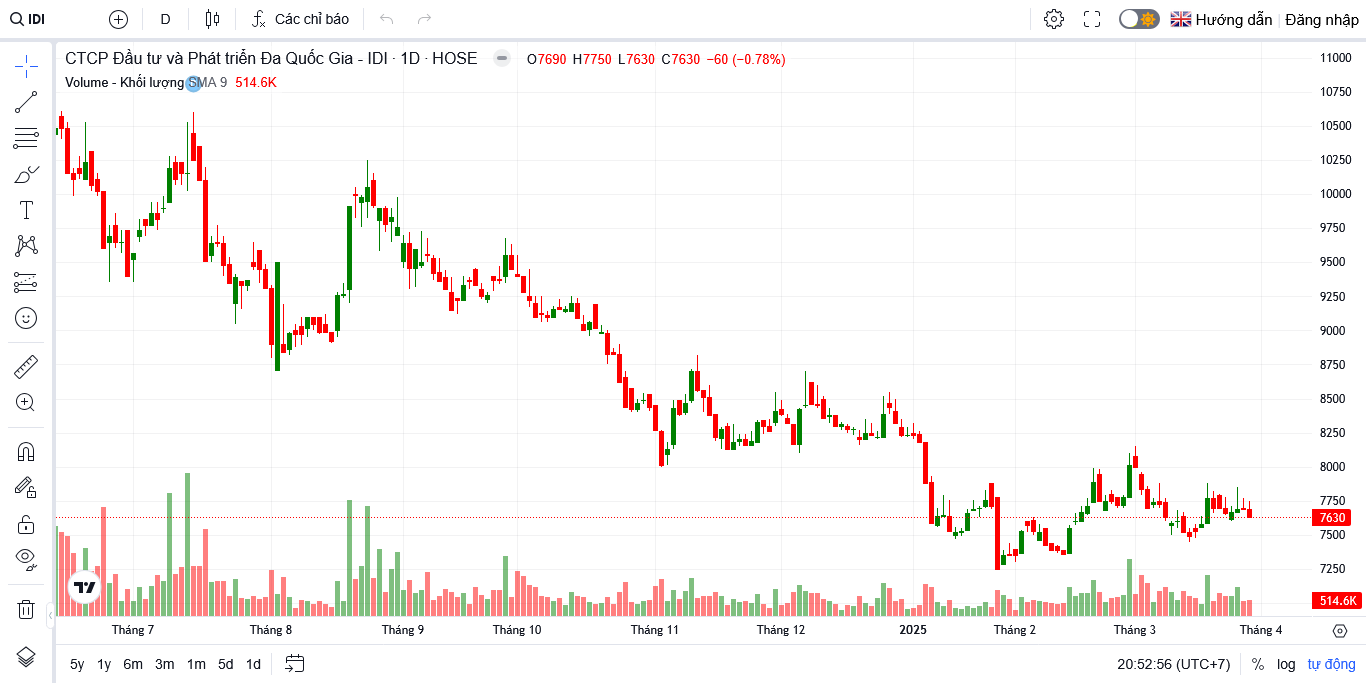 IDI D Các chỉ báo Hướng dẫn Đăng nhập
CTCP Đầu tư và Phát triển Đa Quốc Gia - IDI · 1D · HOSE O7690 H7750 L7630 C7630 −60 (−0.78%)
Volume - Khối lượng SMA 9 514.6K
11000
10750
10500
10250
10000
9750
9500
9250
9000
8750
8500
8250
8000
7750
7630
7500
7250
514.6K
Tháng 7 Tháng 8 Tháng 9 Tháng 10 Tháng 11 Tháng 12 2025 Tháng 2 Tháng 3 Tháng 4
5y 1y 6m 3m 1m 5d 1d 20:52:56 (UTC+7) % log tự động